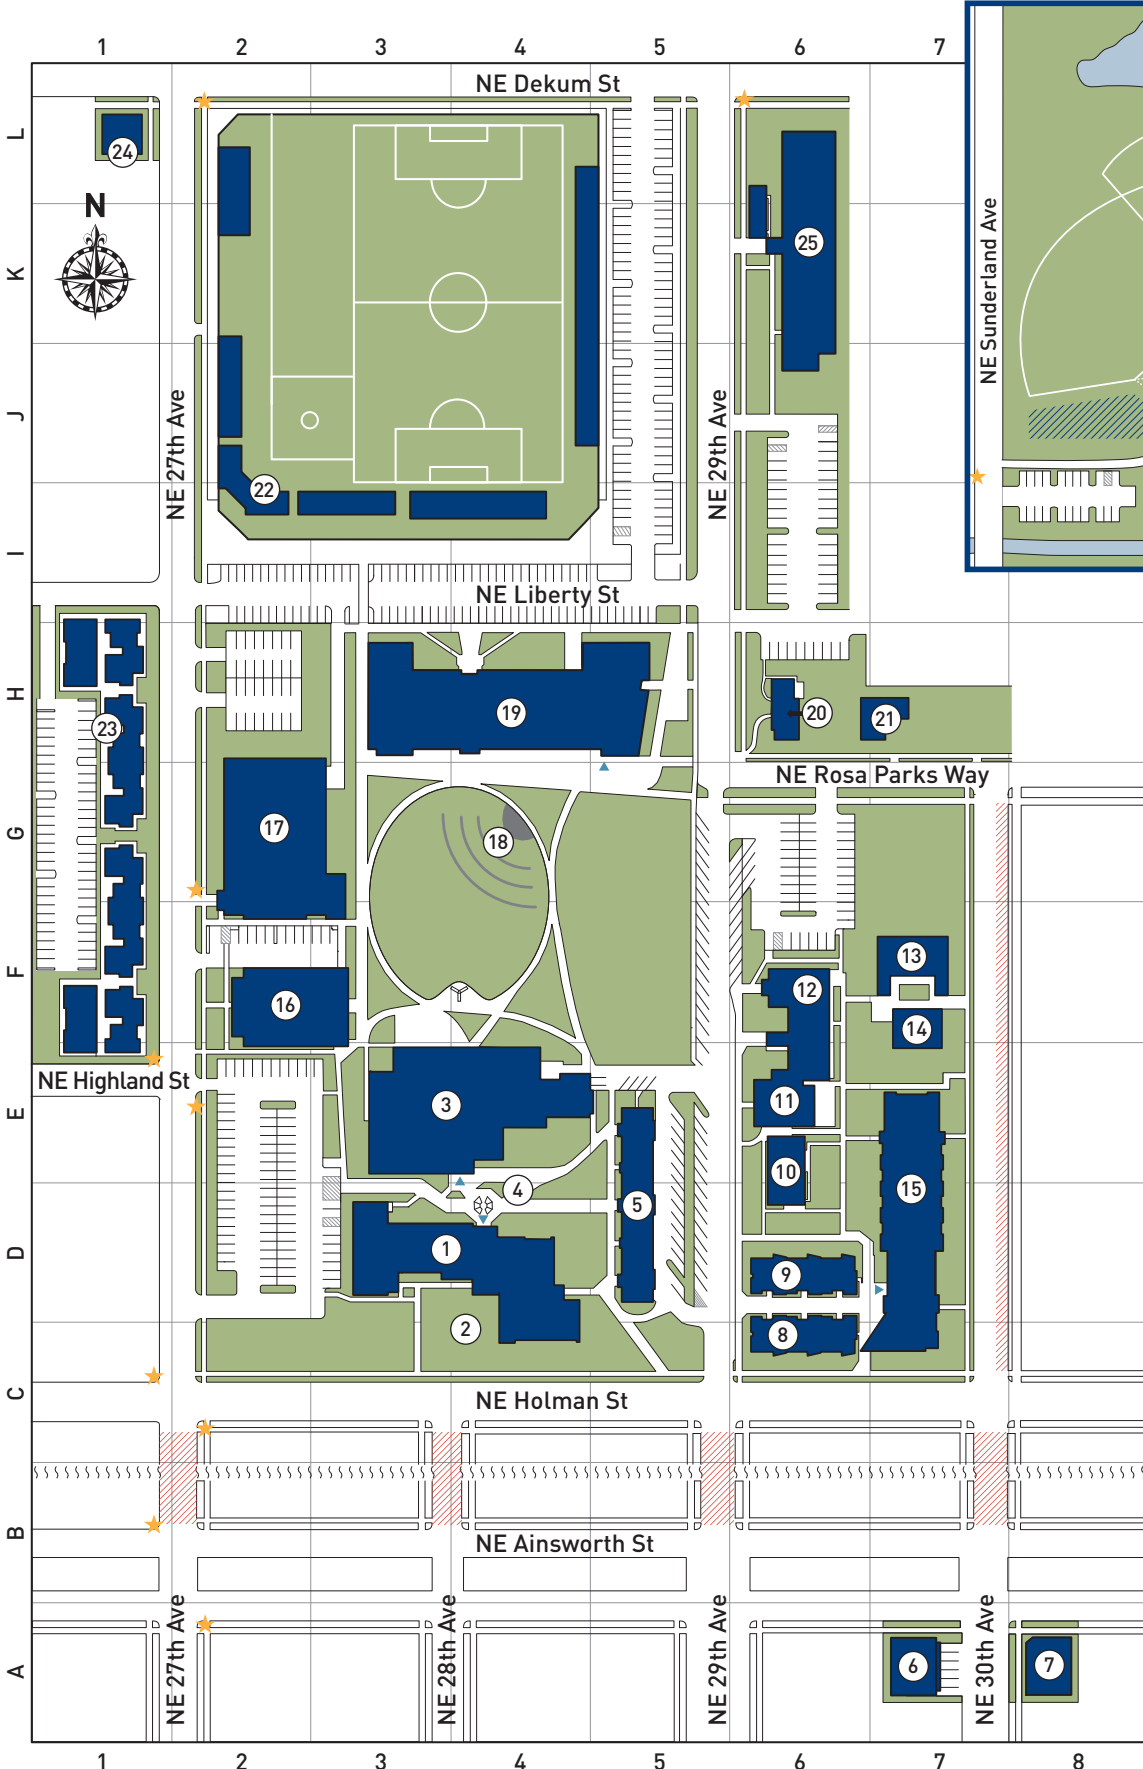 1 2 3 4 5 6 7
NE Dekum St
L
24
N
25
K
NE Sunderland Ave
J
NE 27th Ave
NE 29th Ave
22
I
NE Liberty St
H
23
19
20
21
NE Rosa Parks Way
G
17
18
F
13
12
16
14
NE Highland St
E
3
11
10
4
15
5
D
1
9
2
8
C
NE Holman St
B
NE Ainsworth St
NE 27th Ave
NE 28th Ave
NE 29th Ave
NE 30th Ave
A
6
7
1 2 3 4 5 6 7 8